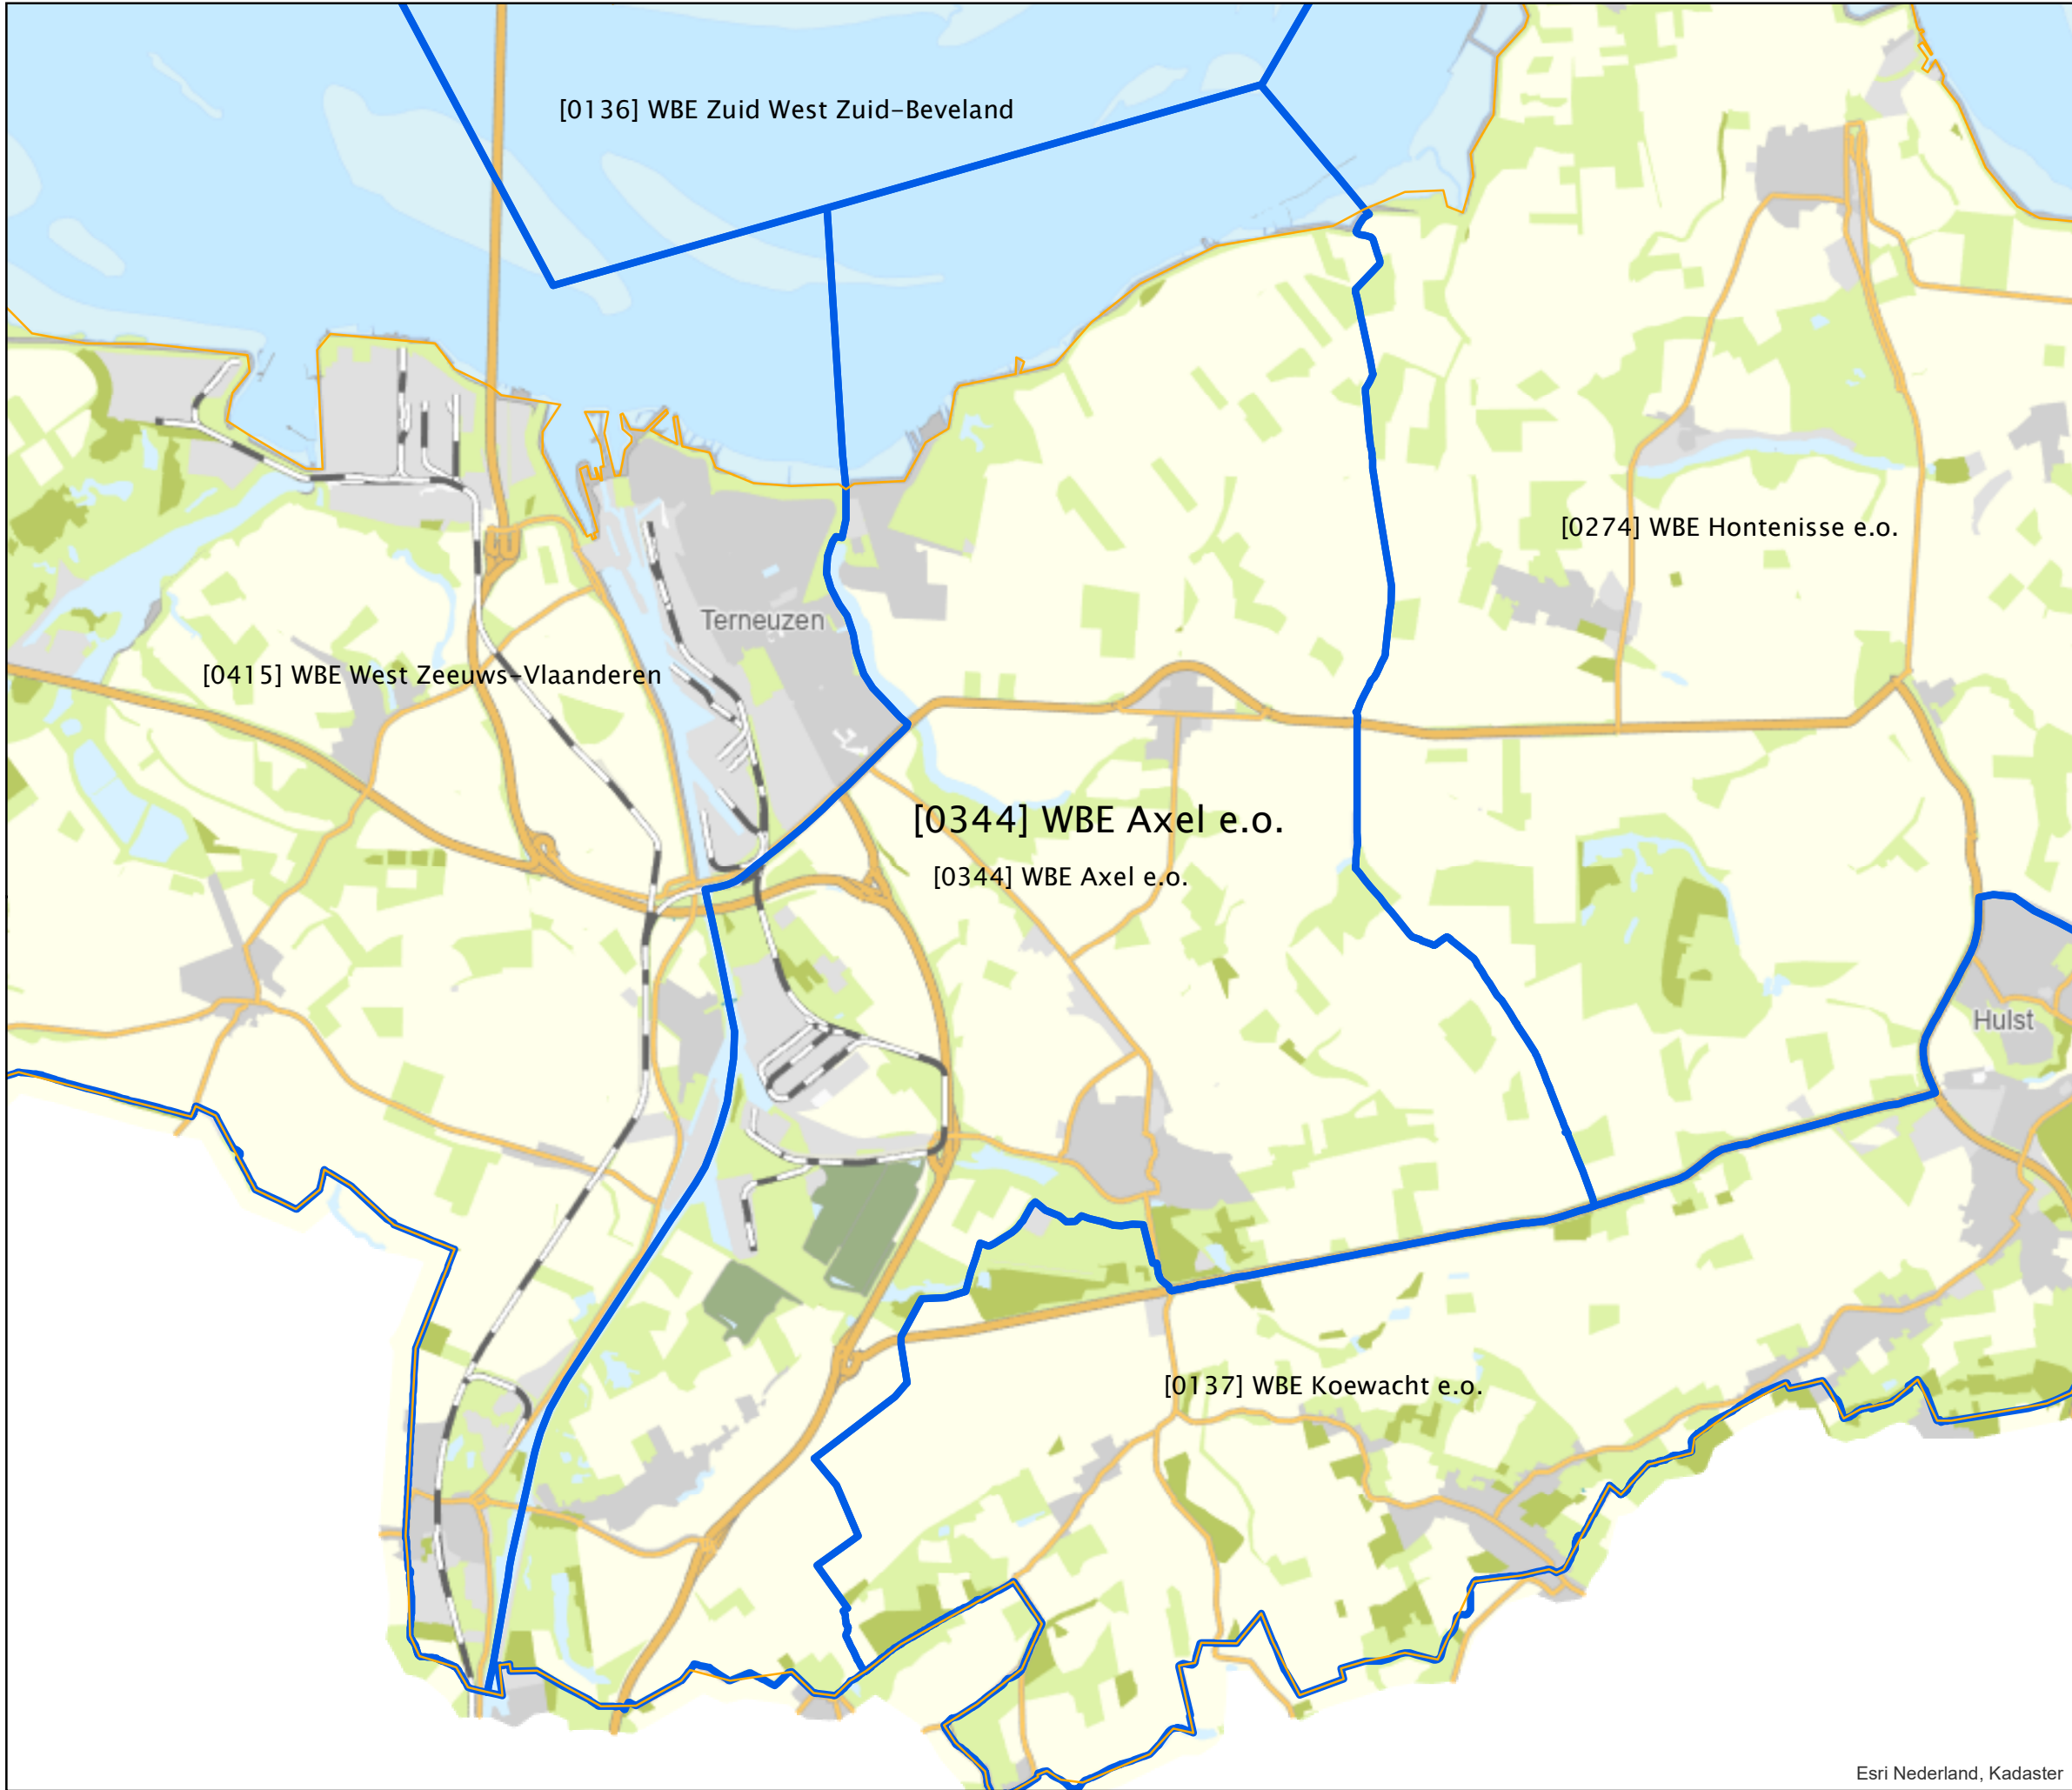 [0136] WBE Zuid West Zuid-Beveland
[0274] WBE Hontenisse e.o.
Terneuzen
[0415] WBE West Zeeuws-Vlaanderen
[0344] WBE Axel e.o.
[0344] WBE Axel e.o.
Hulst
[0137] WBE Koewacht e.o.
Esri Nederland, Kadaster